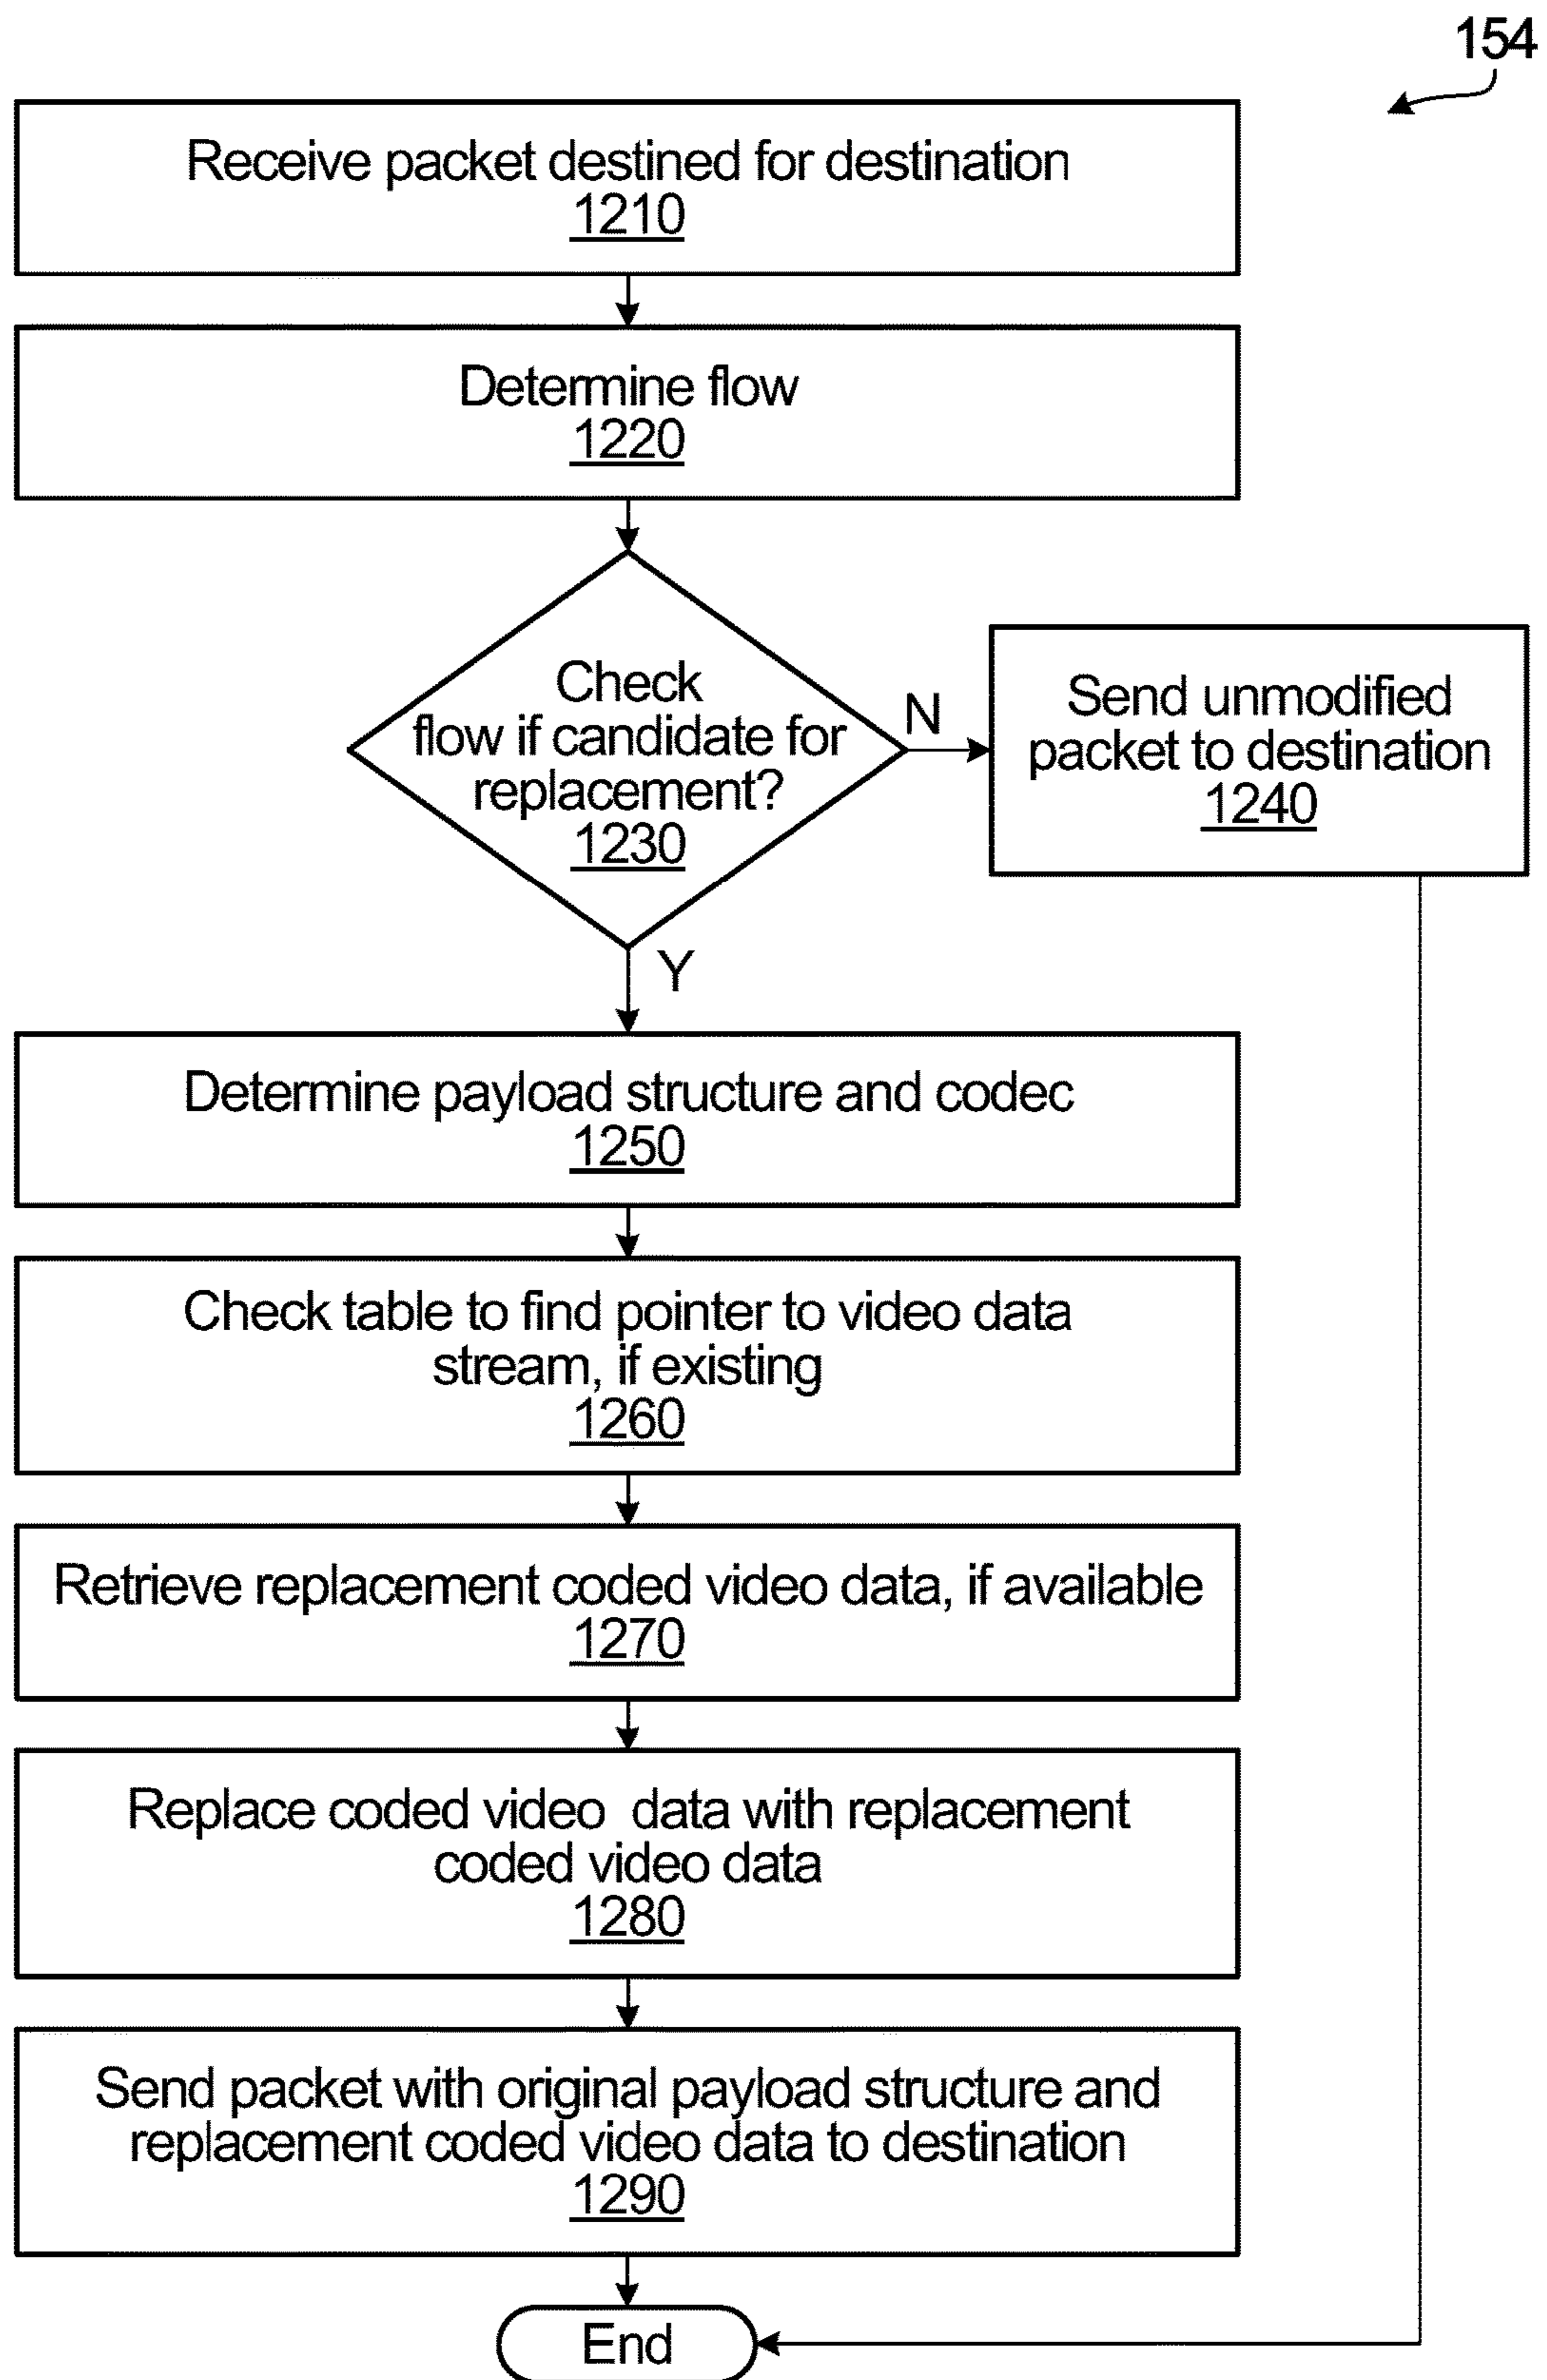 154
Receive packet destined for destination
1210
Determine flow
1220
Check
flow if candidate for
replacement?
1230
N
Send unmodified
packet to destination
1240
Y
Determine payload structure and codec
1250
Check table to find pointer to video data
stream, if existing
1260
Retrieve replacement coded video data, if available
1270
Replace coded video data with replacement
coded video data
1280
Send packet with original payload structure and
replacement coded video data to destination
1290
End